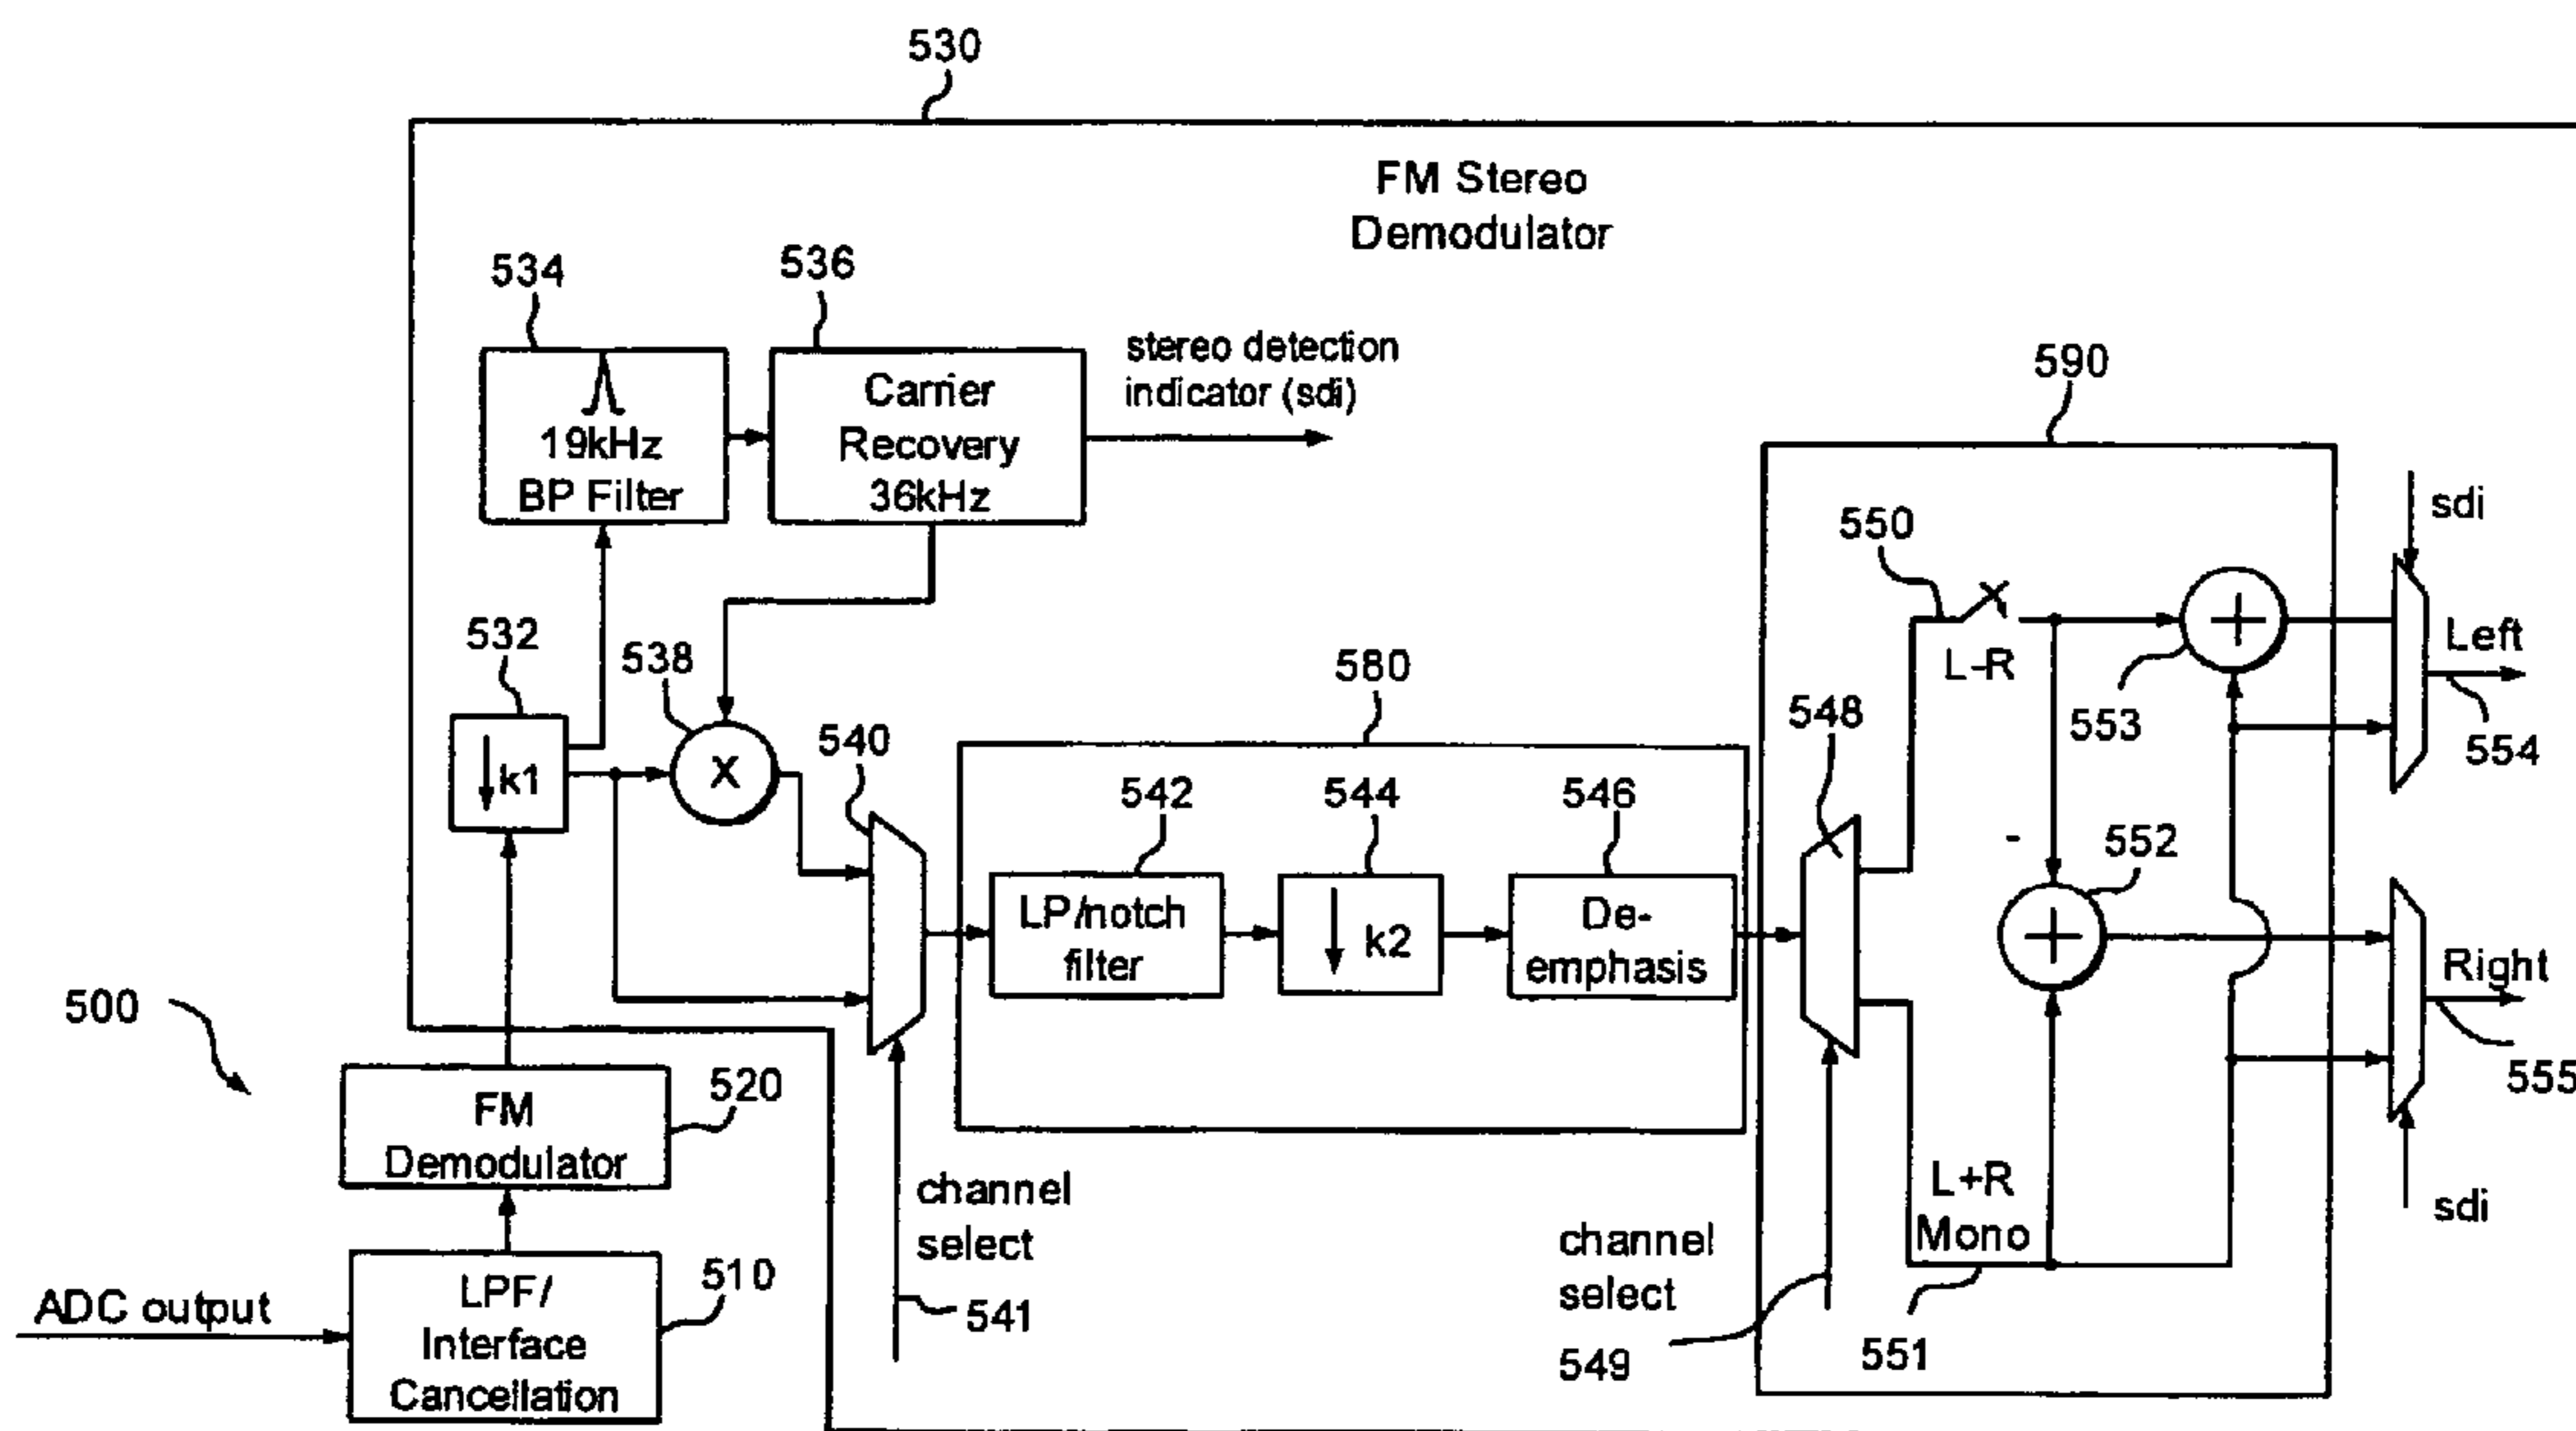 530
FM Stereo
Demodulator
534
536
19kHz
BP Filter
Carrier
Recovery
36kHz
stereo detection
indicator (sdi)
590
sdi
550
L-R
553
Left
554
532
538
k1
X
540
580
548
542
544
546
LP/notch
filter
k2
De-
emphasis
-
552
Right
555
sdi
500
FM
Demodulator
520
channel
select
541
L+R
Mono
channel
select
549
551
ADC output
LPF/
Interface
Cancellation
510